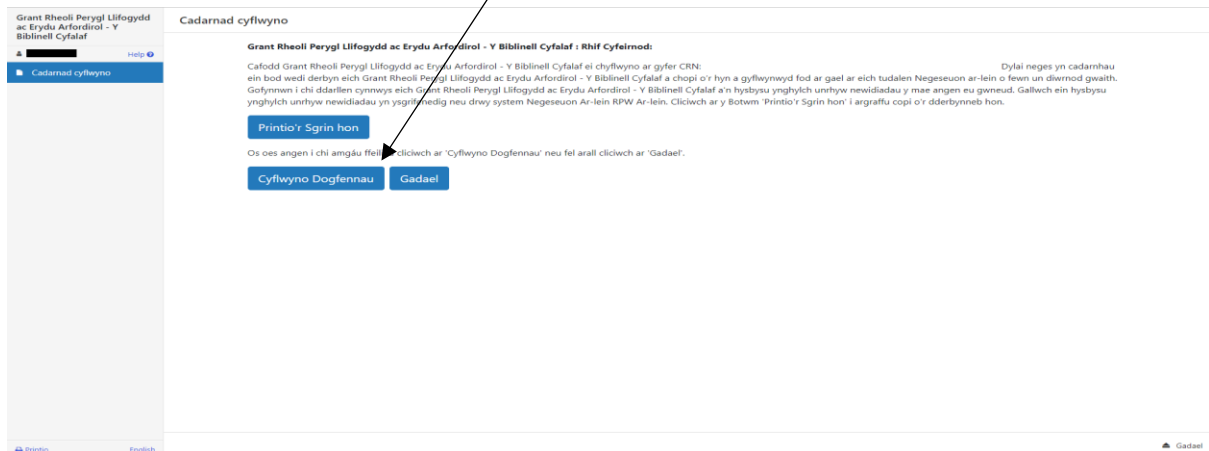 Grant Rheoli Perygl Llifogydd
ac Erydu Arfordirol - Y
Biblinell Cyfalaf
Help
Cadarnad cyflwyno
Cadarnad cyflwyno
Grant Rheoli Perygl Llifogydd ac Erydu Arfordirol - Y Biblinell Cyfalaf : Rhif Cyfeirnod:
Cafodd Grant Rheoli Perygl Llifogydd ac Erydu Arfordirol - Y Biblinell Cyfalaf ei chyflwyno ar gyfer CRN: Dylai neges yn cadarnhau
ein bod wedi derbyn eich Grant Rheoli Perygl Llifogydd ac Erydu Arfordirol - Y Biblinell Cyfalaf a chopi o'r hyn a gyflwynwyd fod ar gael ar eich tudalen Negeseuon ar-lein o fewn un diwrnod gwaith.
Gofynnwn i chi ddarllen cynnwys eich Grant Rheoli Perygl Llifogydd ac Erydu Arfordirol - Y Biblinell Cyfalaf a'n hysbysu ynghylch unrhyw newidiadau y mae angen eu gwneud. Gallwch ein hysbysu
ynghylch unrhyw newidiadau yn ysgrifenedig neu drwy system Negeseuon Ar-lein RPW Ar-lein. Cliciwch ar y Botwm 'Printio'r Sgrin hon' i argraffu copi o'r dderbynneb hon.
Printio'r Sgrin hon
Os oes angen i chi amgáu cliciwch ar 'Cyflwyno Dogfennau' neu fel arall cliciwch ar 'Gadael'.
Cyflwyno Dogfennau Gadael
Printio English
Gadael